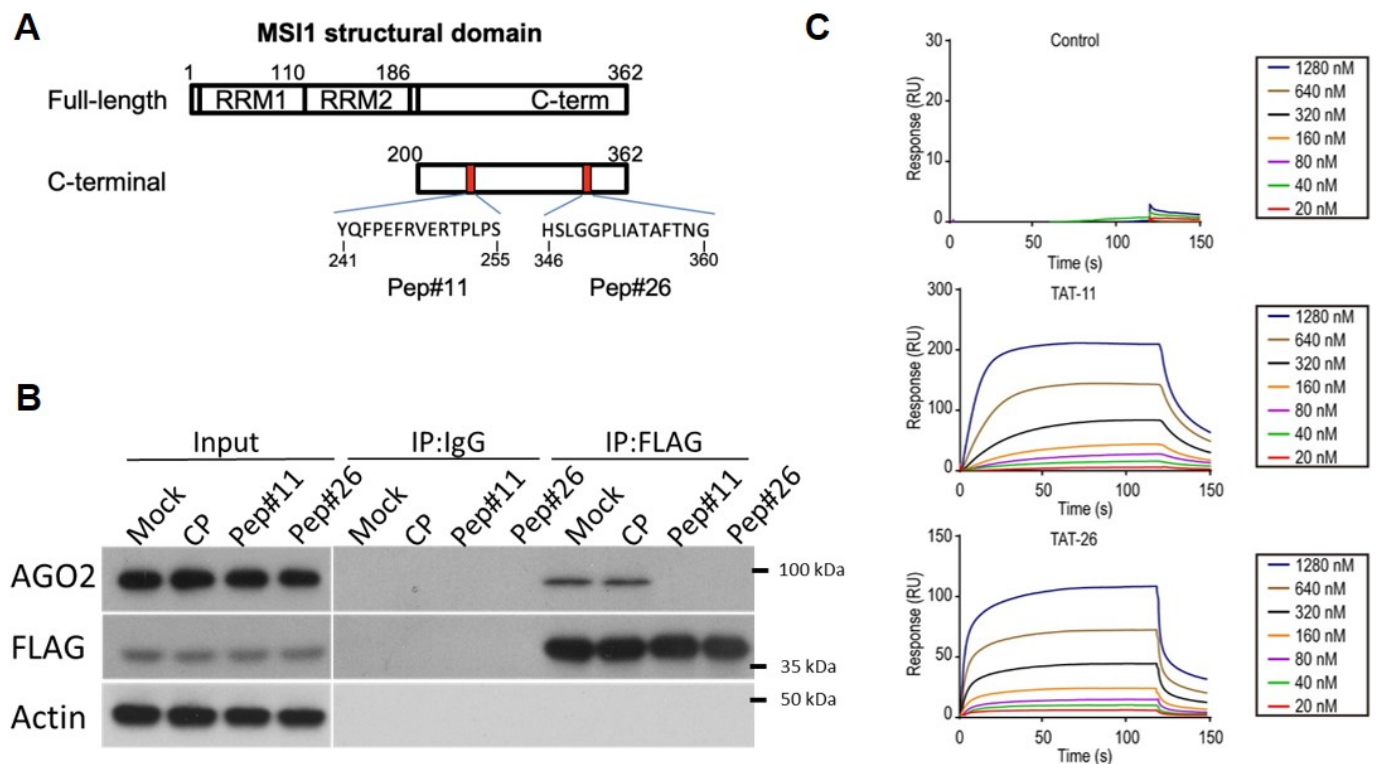 A
MSI1 structural domain
1 110 186 362
Full-length RRM1 RRM2 C-term
200 362
C-terminal
YQFPEFRVERTPLPS HSLGGPLIATAFTNG
241 255 346 360
Pep#11 Pep#26
B
Input IP:IgG IP:FLAG
Mock CP Pep#11 Pep#26 Mock CP Pep#11 Pep#26 Mock CP Pep#11 Pep#26
AGO2 100 kDa
FLAG 35 kDa
Actin 50 kDa
C
Control
Response (RU)
30
20
10
0
0 50 100 150
Time (s)
1280 nM
640 nM
320 nM
160 nM
80 nM
40 nM
20 nM
TAT-11
Response (RU)
300
200
100
0
0 50 100 150
Time (s)
1280 nM
640 nM
320 nM
160 nM
80 nM
40 nM
20 nM
TAT-26
Response (RU)
150
100
50
0
0 50 100 150
Time (s)
1280 nM
640 nM
320 nM
160 nM
80 nM
40 nM
20 nM